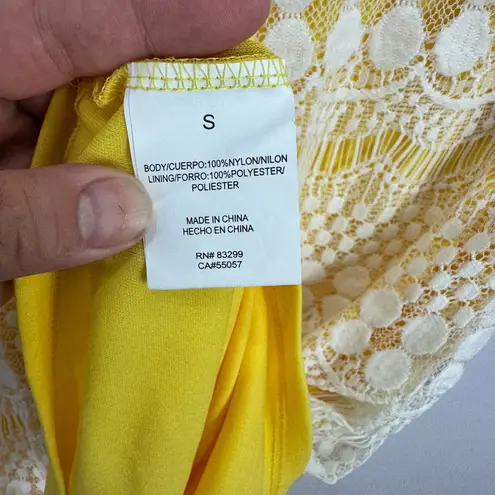 S
BODY/CUERPO:100%NYLON/NILON
LINING/FORRO:100%POLYESTER/
POLIESTER
MADE IN CHINA
HECHO EN CHINA
RN# 83299
CA#55057